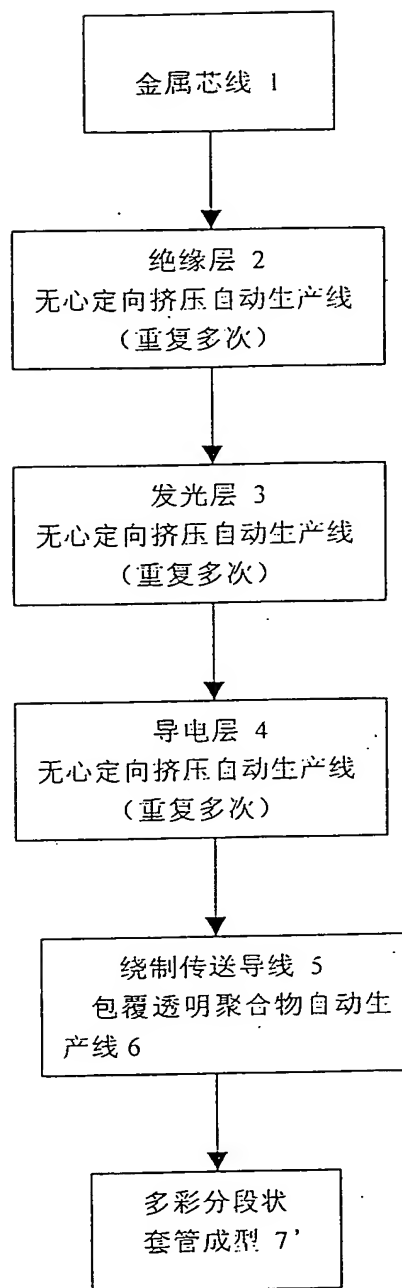 金属芯线 1
绝缘层 2
无心定向挤压自动生产线
(重复多次)
发光层 3
无心定向挤压自动生产线
(重复多次)
导电层 4
无心定向挤压自动生产线
(重复多次)
绕制传送导线 5
包覆透明聚合物自动生
产线 6
多彩分段状
套管成型 7'